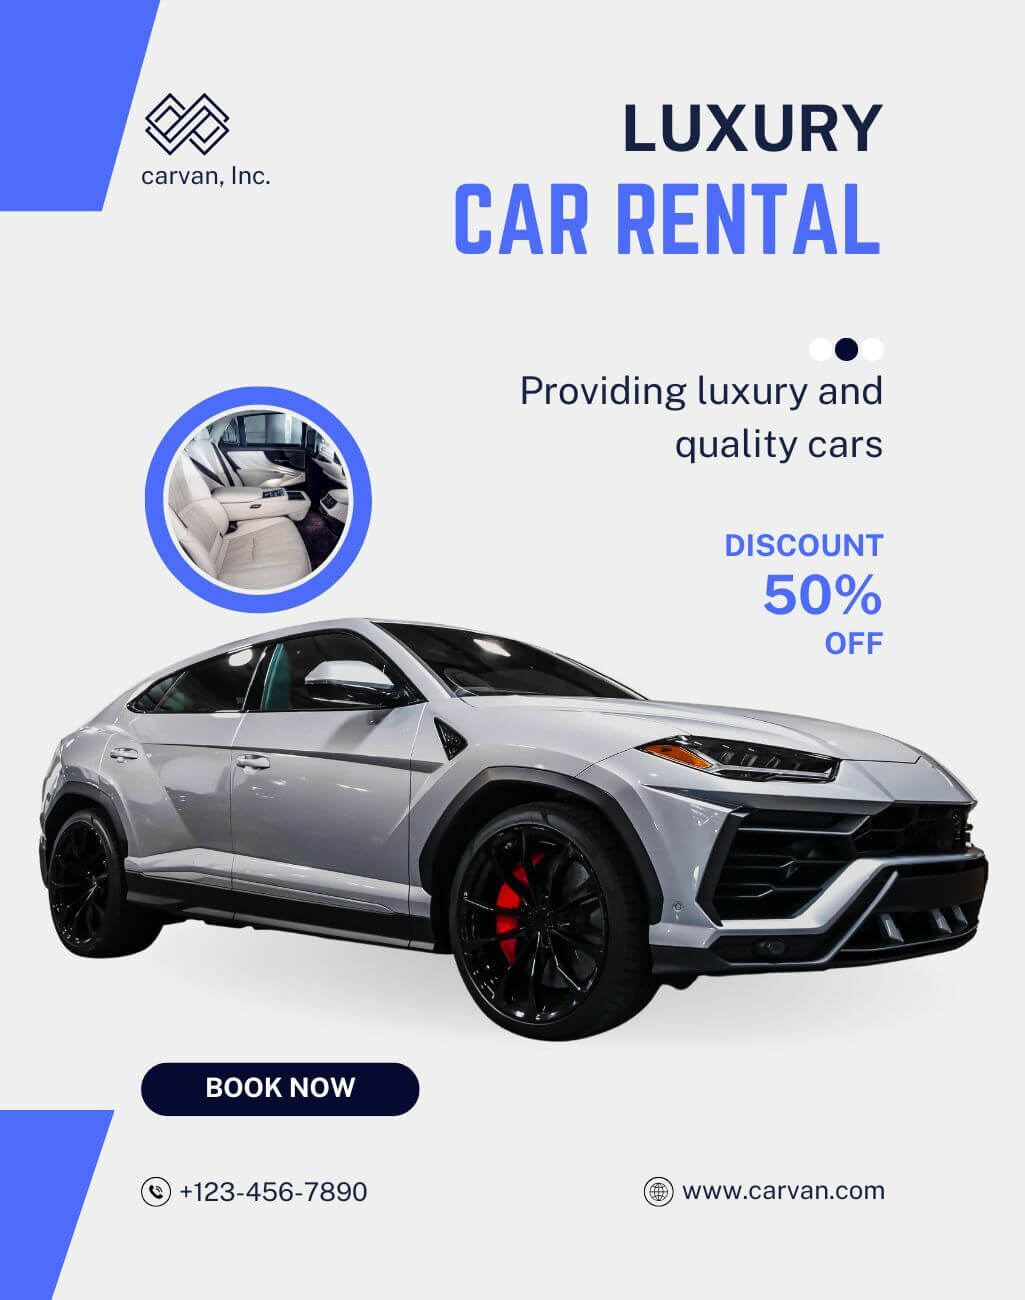 carvan, Inc.
LUXURY
CAR RENTAL
Providing luxury and
quality cars
DISCOUNT
50%
OFF
BOOK NOW
+123-456-7890
www.carvan.com